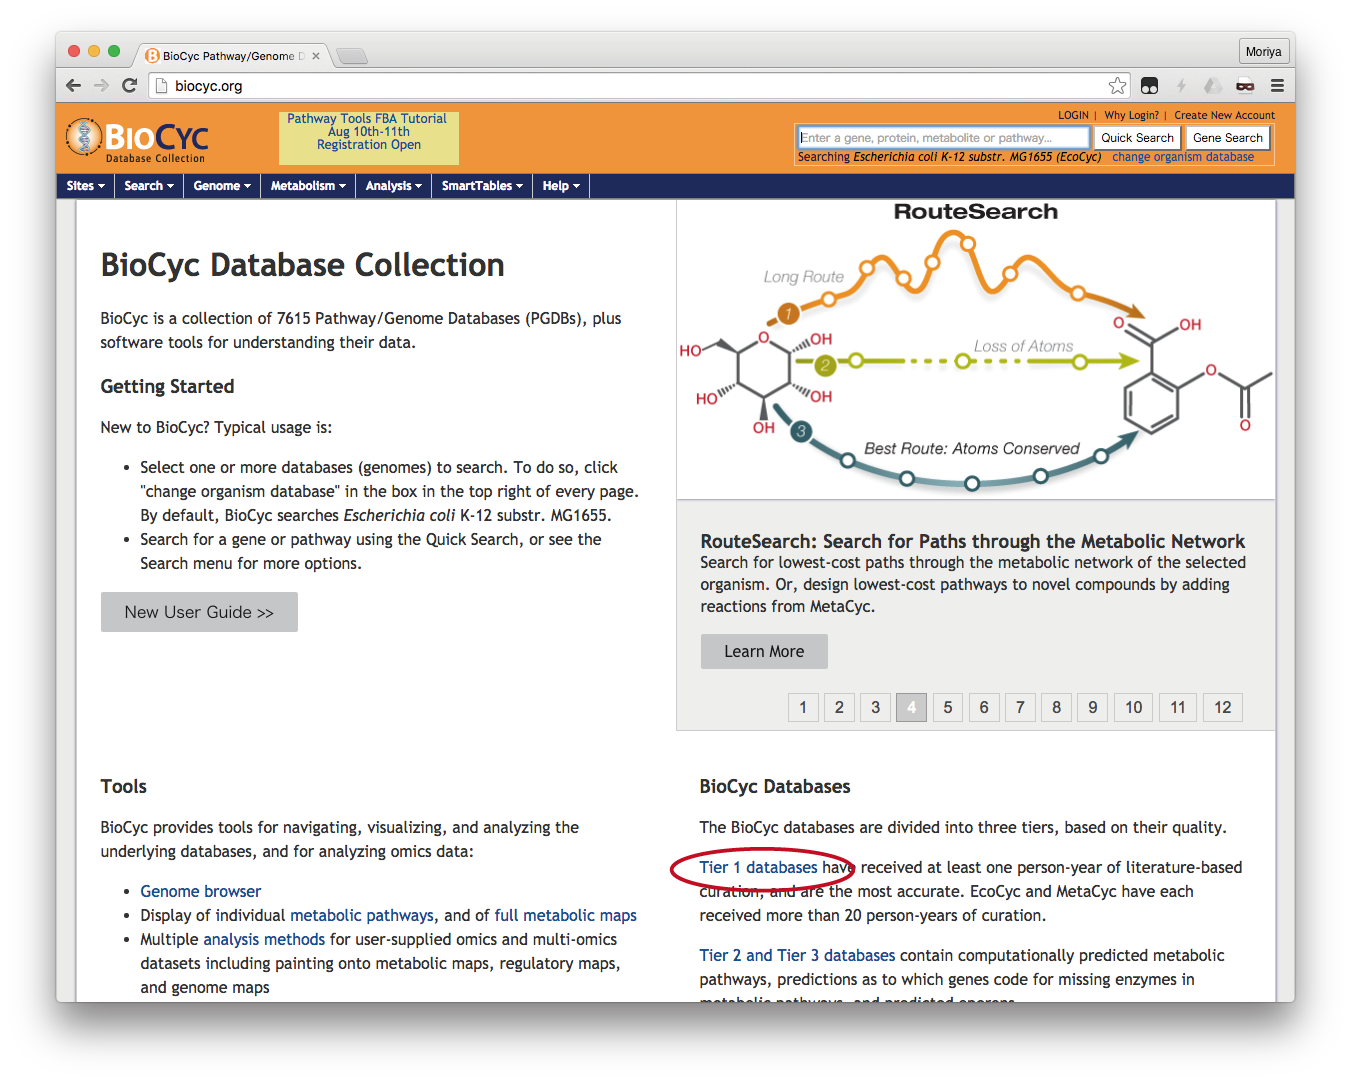 BioCyc Pathway/Genome D
Moriya
biocyc.org
BIOCYC
Database Collection
Pathway Tools FBA Tutorial
Aug 10th-11th
Registration Open
LOGIN | Why Login? | Create New Account
Enter a gene, protein, metabolite or pathway... Quick Search Gene Search
Searching Escherichia coli K-12 substr. MG1655 (EcoCyc) change organism database
Sites Search Genome Metabolism Analysis SmartTables Help
BioCyc Database Collection
BioCyc is a collection of 7615 Pathway/Genome Databases (PGDBs), plus
software tools for understanding their data.
Getting Started
New to BioCyc? Typical usage is:
• Select one or more databases (genomes) to search. To do so, click
"change organism database" in the box in the top right of every page.
By default, BioCyc searches Escherichia coli K-12 substr. MG1655.
• Search for a gene or pathway using the Quick Search, or see the
Search menu for more options.
New User Guide >>
RouteSearch
Long Route
1
O OH
HO O OH
Loss of Atoms
2
HO OH
OH
O
O
3
Best Route: Atoms Conserved
RouteSearch: Search for Paths through the Metabolic Network
Search for lowest-cost paths through the metabolic network of the selected
organism. Or, design lowest-cost pathways to novel compounds by adding
reactions from MetaCyc.
Learn More
1 2 3 4 5 6 7 8 9 10 11 12
Tools
BioCyc provides tools for navigating, visualizing, and analyzing the
underlying databases, and for analyzing omics data:
• Genome browser
• Display of individual metabolic pathways, and of full metabolic maps
• Multiple analysis methods for user-supplied omics and multi-omics
datasets including painting onto metabolic maps, regulatory maps,
and genome maps
BioCyc Databases
The BioCyc databases are divided into three tiers, based on their quality.
Tier 1 databases have received at least one person-year of literature-based
curation, and are the most accurate. EcoCyc and MetaCyc have each
received more than 20 person-years of curation.
Tier 2 and Tier 3 databases contain computationally predicted metabolic
pathways, predictions as to which genes code for missing enzymes in
metabolic pathways, and predicted operons.